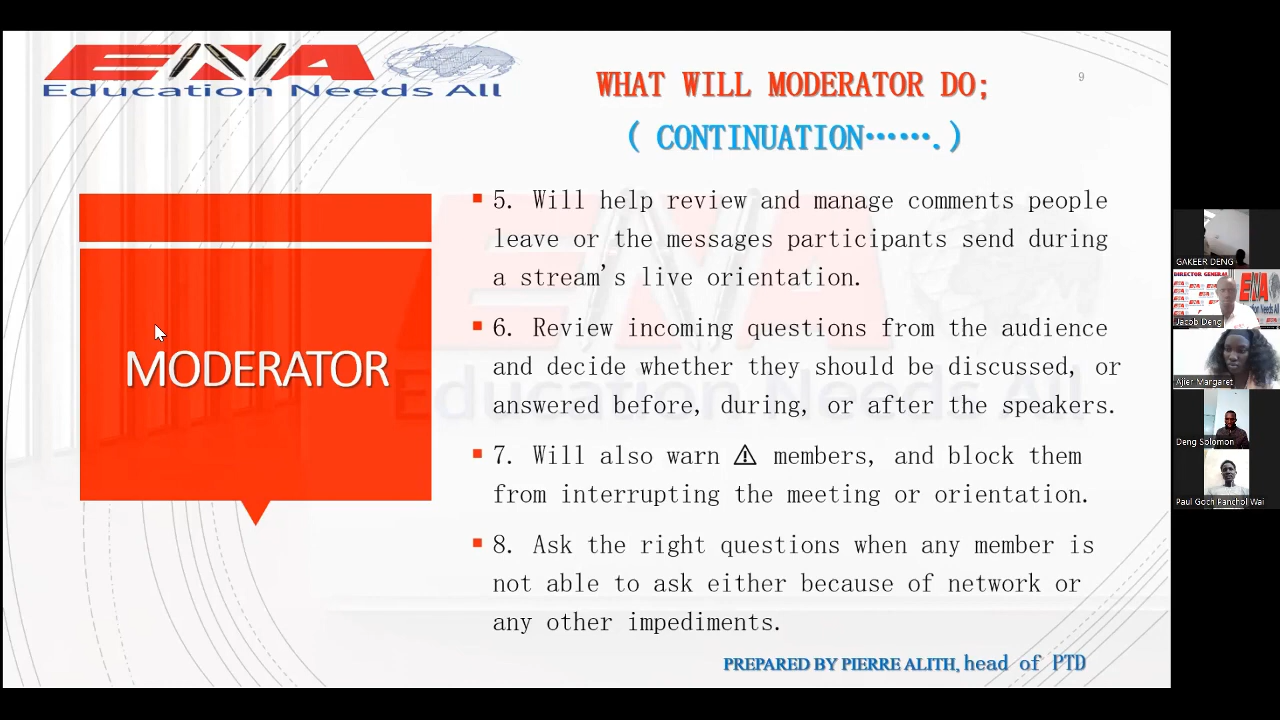 ENA
Education Needs All
WHAT WILL MODERATOR DO;
9
( CONTINUATION…….)
MODERATOR
5. Will help review and manage comments people
leave or the messages participants send during
a stream's live orientation.
6. Review incoming questions from the audience
and decide whether they should be discussed, or
answered before, during, or after the speakers.
7. Will also warn ⚠ members, and block them
from interrupting the meeting or orientation.
8. Ask the right questions when any member is
not able to ask either because of network or
any other impediments.
PREPARED BY PIERRE ALITH, head of PTD
GAKEER DENG
DIRECTOR GENERAL
ENA
Jacob Deng
Ajier Margaret
Deng Solomon
Paul Goch Panchol Wai